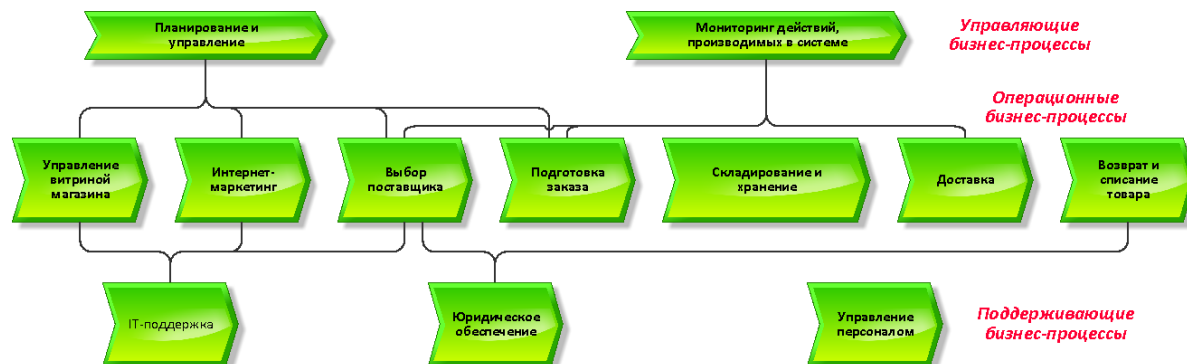 Планирование и
управление
Мониторинг действий,
производимых в системе
Управляющие
бизнес-процессы
Операционные
бизнес-процессы
Управление
витриной
магазина
Интернет-
маркетинг
Выбор
поставщика
Подготовка
заказа
Складирование и
хранение
Доставка
Возврат и
списание
товара
IT-поддержка
Юридическое
обеспечение
Управление
персоналом
Поддерживающие
бизнес-процессы